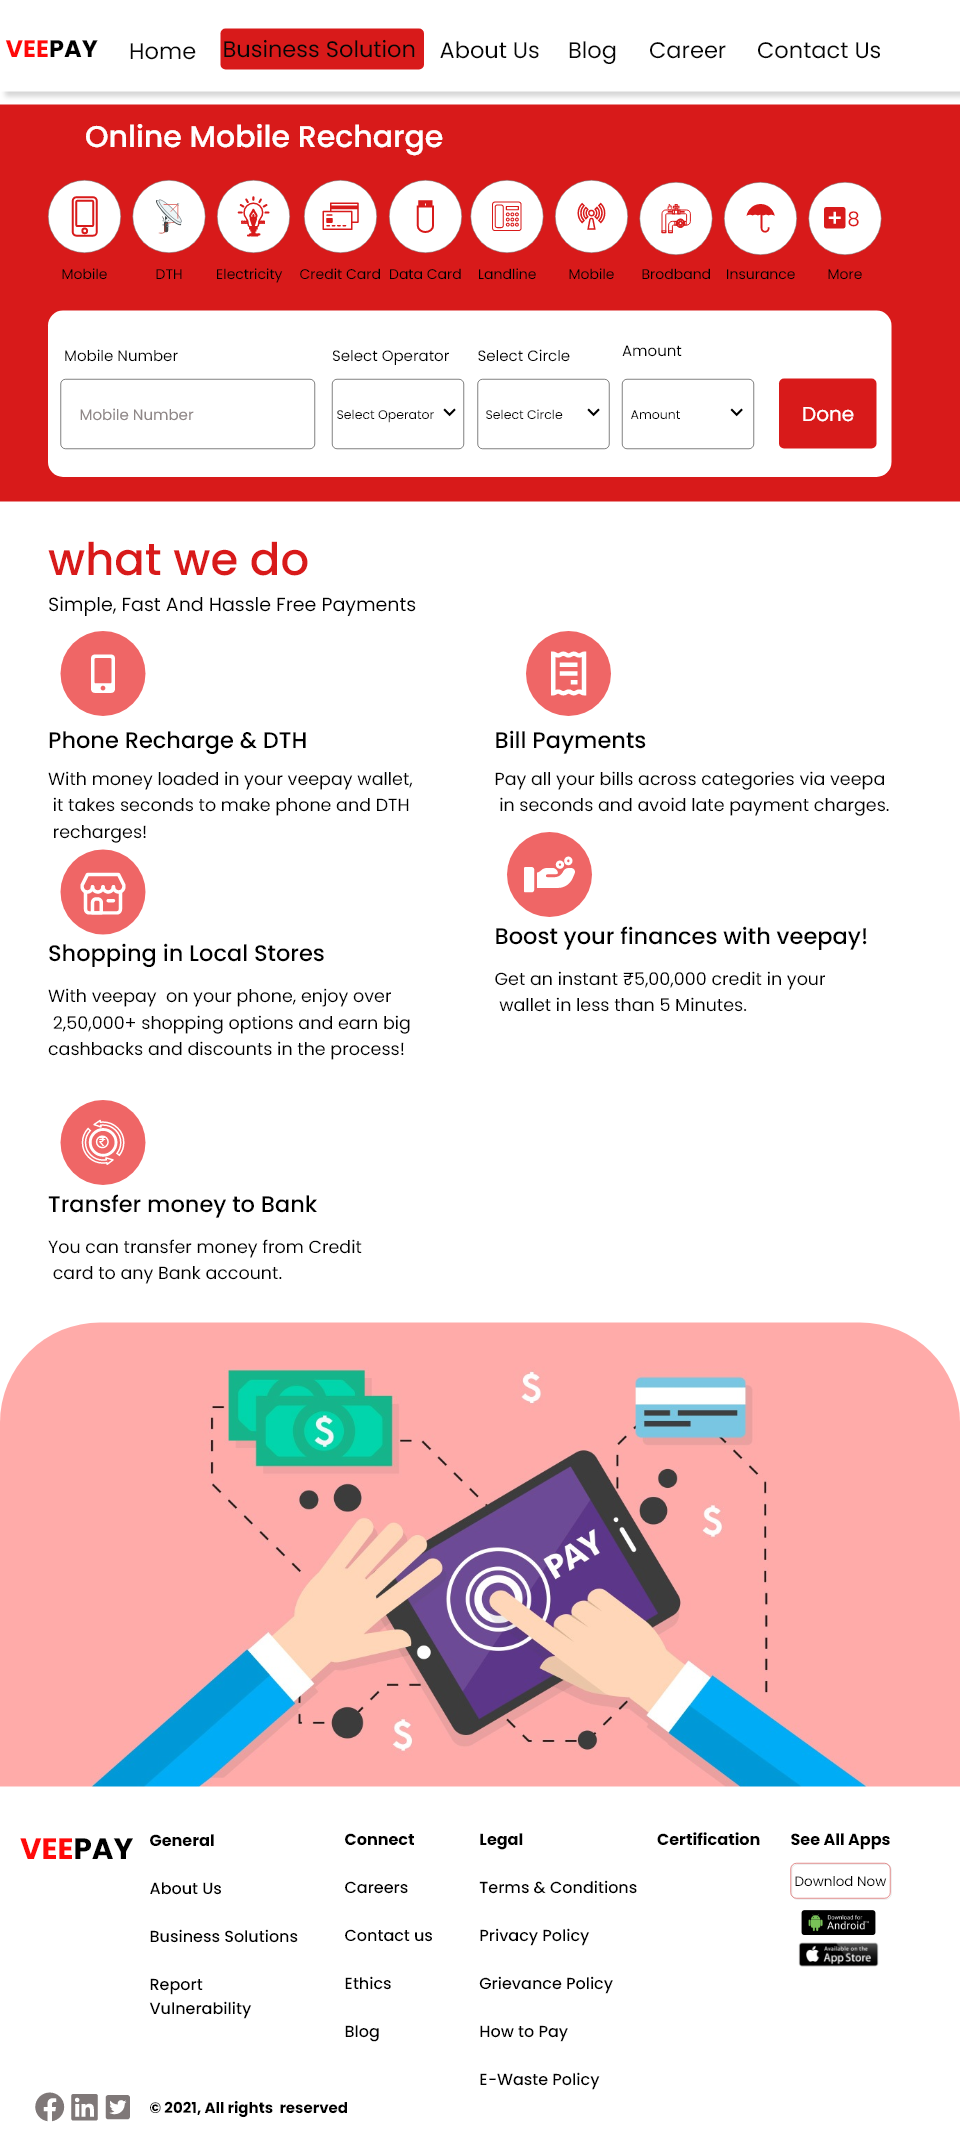 VEEPAY Home Business Solution About Us Blog Career Contact Us
Online Mobile Recharge
8
Mobile DTH Electricity Credit Card Data Card Landline Mobile Brodband Insurance More
Mobile Number Select Operator Select Circle Amount
Mobile Number Select Operator Select Circle Amount Done
what we do
Simple, Fast And Hassle Free Payments
Phone Recharge & DTH
With money loaded in your veepay wallet,
it takes seconds to make phone and DTH
recharges!
Bill Payments
Pay all your bills across categories via veepa
in seconds and avoid late payment charges.
Shopping in Local Stores
With veepay on your phone, enjoy over
2,50,000+ shopping options and earn big
cashbacks and discounts in the process!
Boost your finances with veepay!
Get an instant ₹5,00,000 credit in your
wallet in less than 5 Minutes.
₹
Transfer money to Bank
You can transfer money from Credit
card to any Bank account.
$
$
$
PAY
$
VEEPAY
General
About Us
Business Solutions
Report
Vulnerability
Connect
Careers
Contact us
Ethics
Blog
Legal
Terms & Conditions
Privacy Policy
Grievance Policy
How to Pay
E-Waste Policy
Certification
See All Apps
Downlod Now
Download for
Android
Available on the
App Store
© 2021, All rights reserved